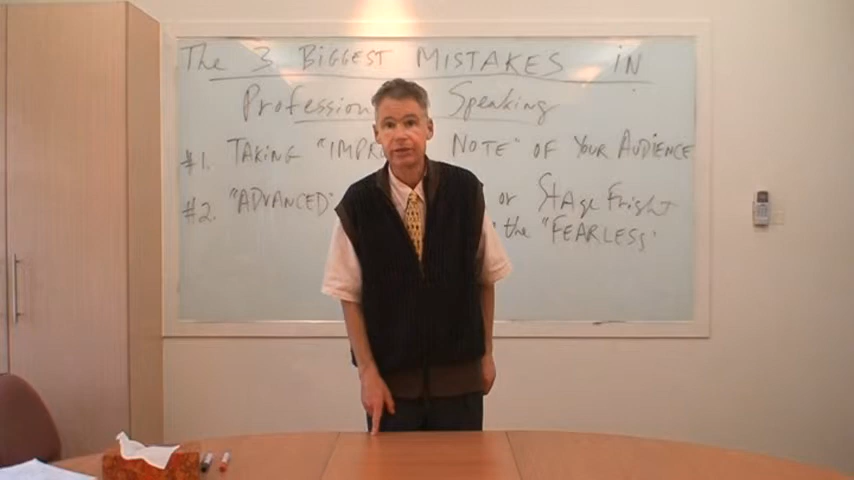 The 3 BIGGEST MISTAKES in
Speaking
#1. TAKING "IMPR NOTE" OF YOUR AUDIENCE
#2. "ADVANCED" or STAge Fright
the "FEARLESS"